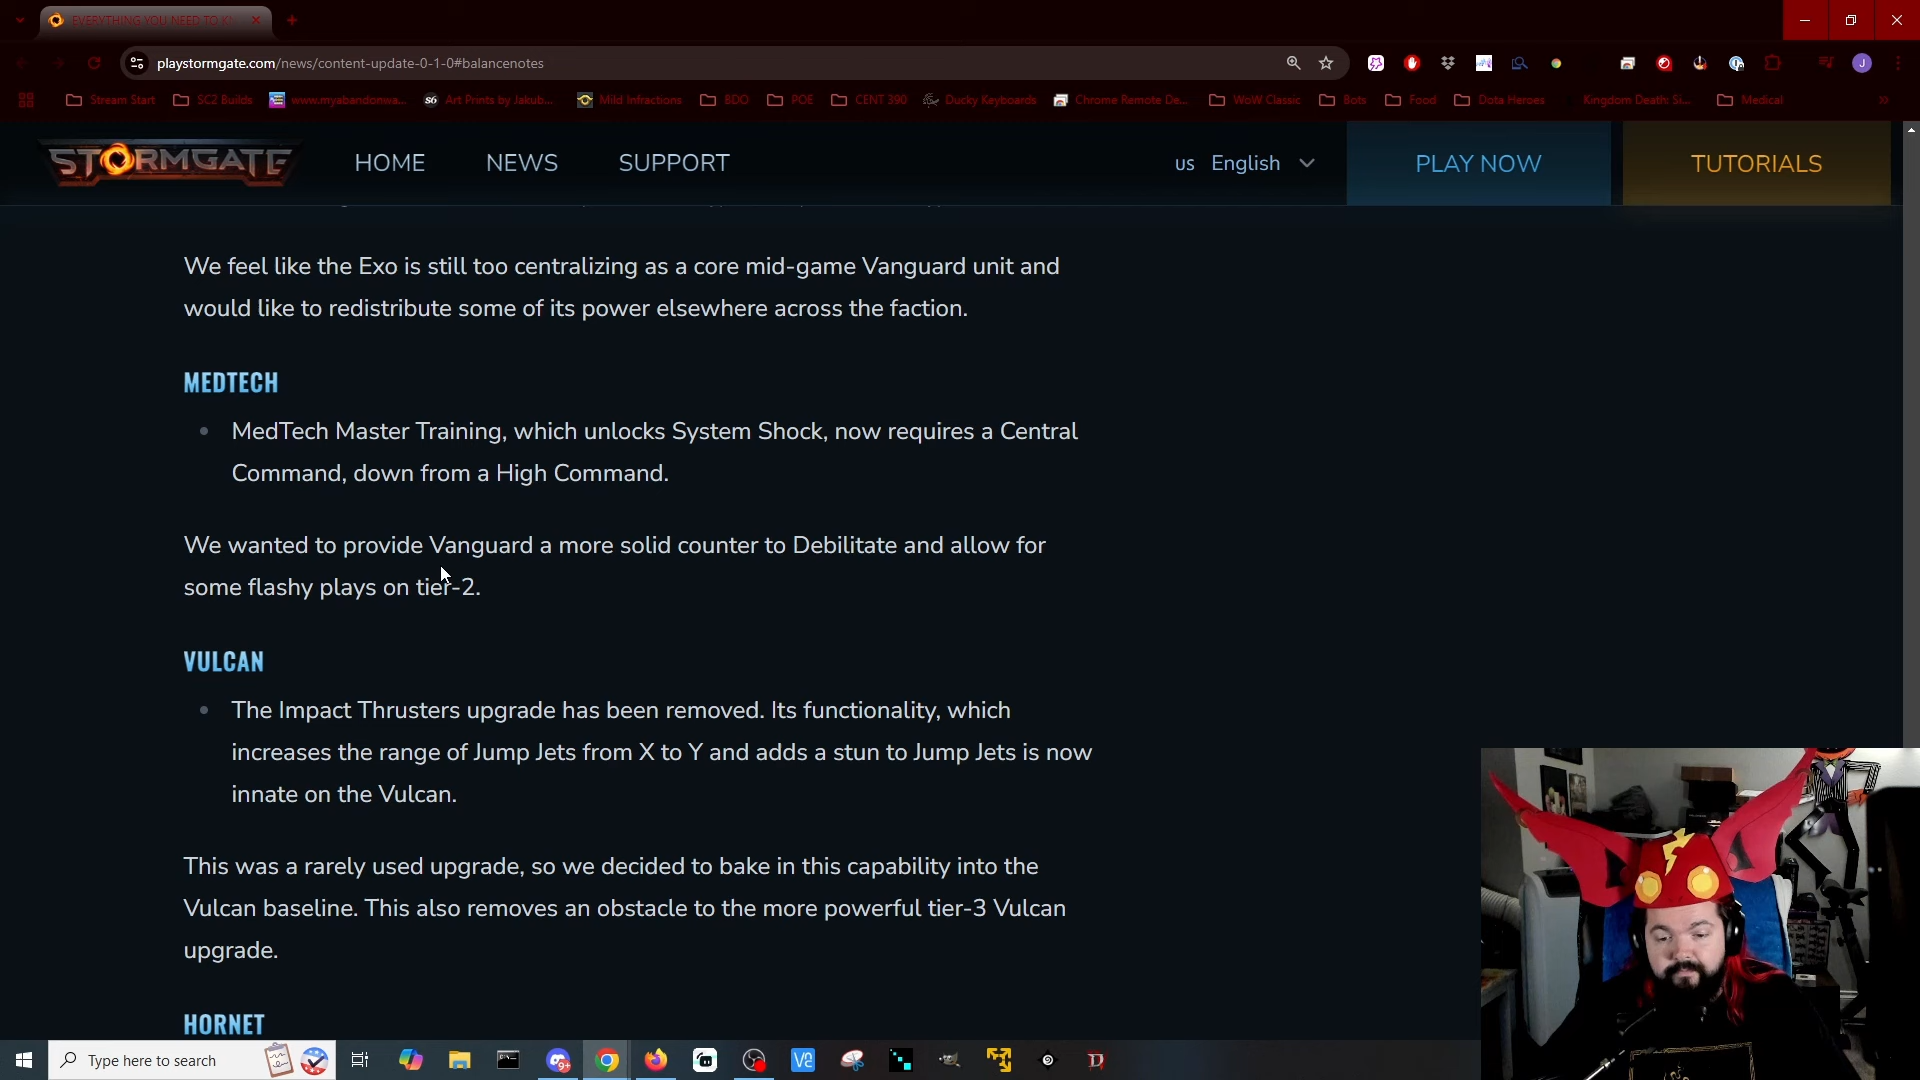 EVERYTHING YOU NEED TO K
playstormgate.com/news/content-update-0-1-0#balancenotes
Stream Start
SC2 Builds
www.myabandonwa...
Art Prints by Jakub...
Mild Infractions
BDO
POE
CENT 390
Ducky Keyboards
Chrome Remote De...
WoW Classic
Bots
Food
Dota Heroes
Kingdom Death: Si...
Medical
STORMGATE
HOME
NEWS
SUPPORT
us English
PLAY NOW
TUTORIALS
We feel like the Exo is still too centralizing as a core mid-game Vanguard unit and
would like to redistribute some of its power elsewhere across the faction.
MEDTECH
MedTech Master Training, which unlocks System Shock, now requires a Central
Command, down from a High Command.
We wanted to provide Vanguard a more solid counter to Debilitate and allow for
some flashy plays on tier-2.
VULCAN
The Impact Thrusters upgrade has been removed. Its functionality, which
increases the range of Jump Jets from X to Y and adds a stun to Jump Jets is now
innate on the Vulcan.
This was a rarely used upgrade, so we decided to bake in this capability into the
Vulcan baseline. This also removes an obstacle to the more powerful tier-3 Vulcan
upgrade.
HORNET
Type here to search